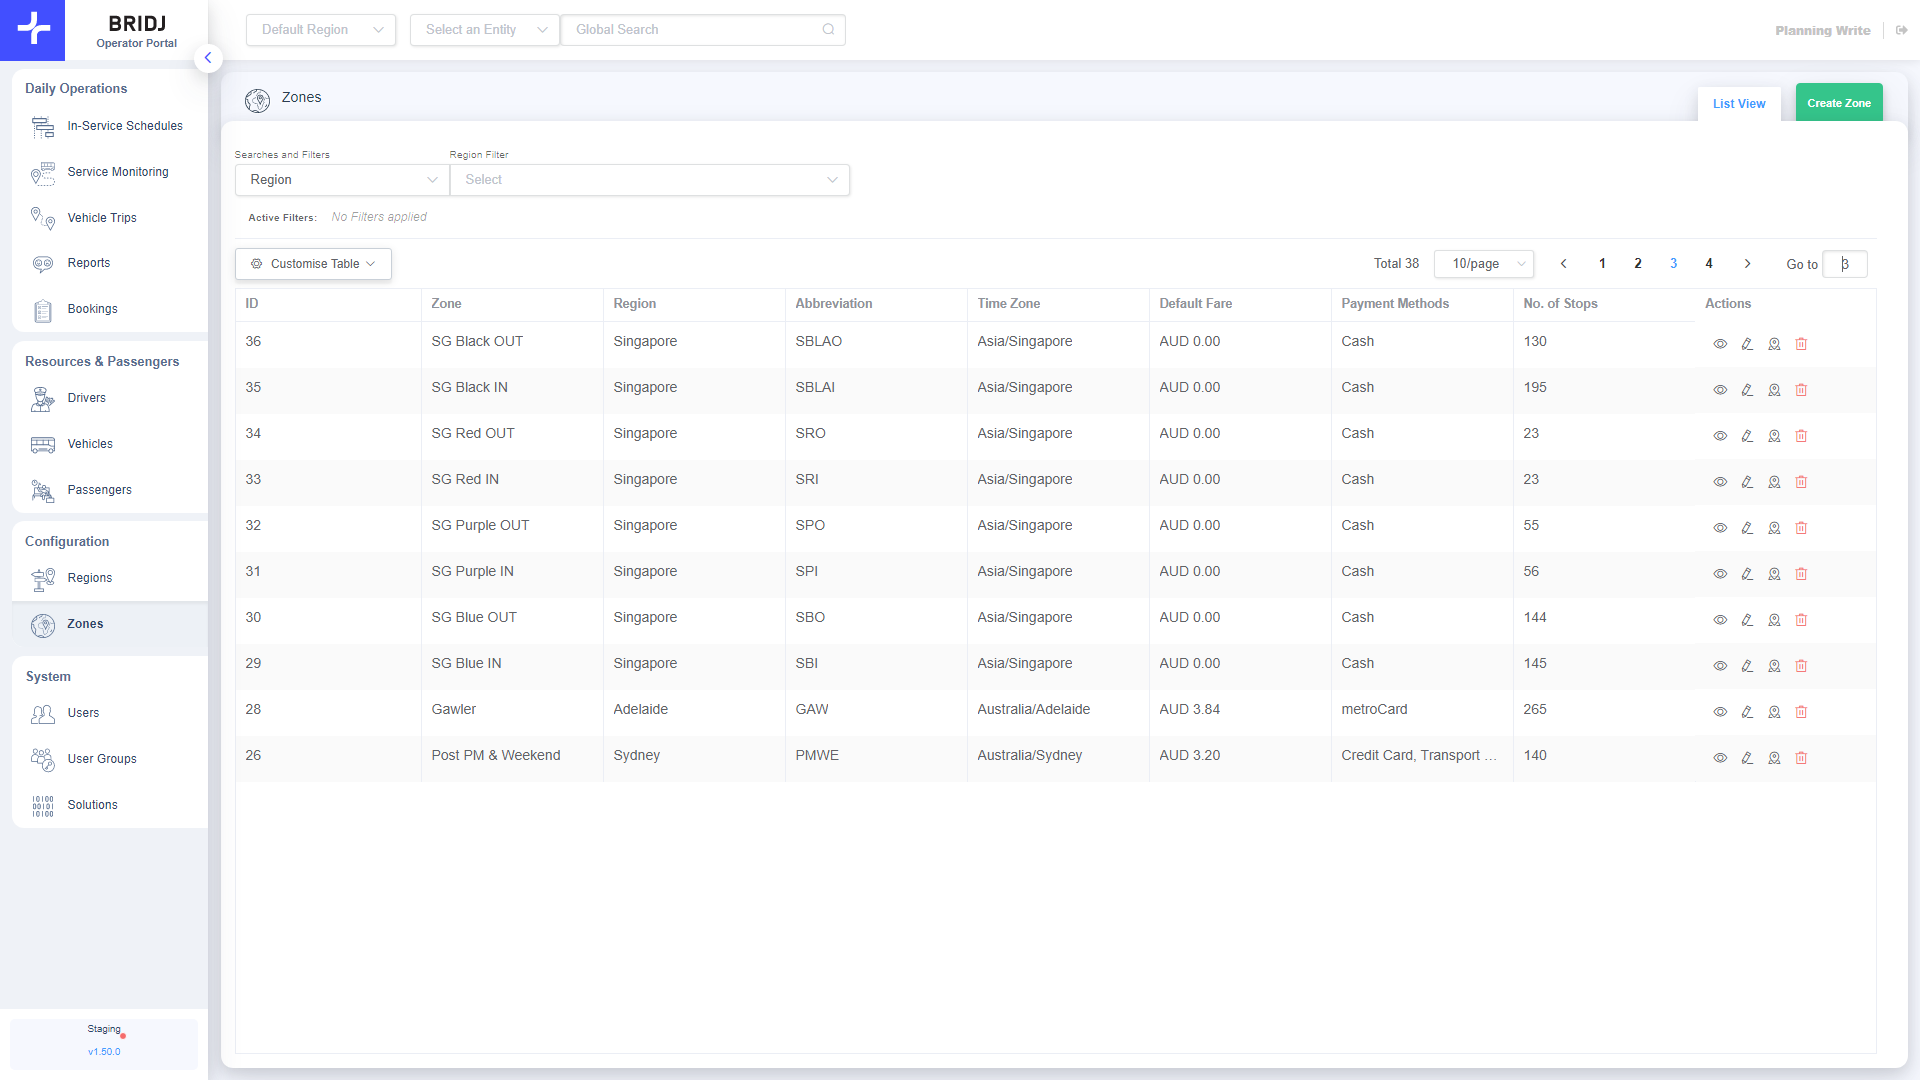 BRIDJ
Operator Portal
Default Region
Select an Entity
Global Search
Planning Write
Daily Operations
In-Service Schedules
Service Monitoring
Vehicle Trips
Reports
Bookings
Resources & Passengers
Drivers
Vehicles
Passengers
Configuration
Regions
Zones
System
Users
User Groups
Solutions
Staging
v1.50.0
Zones
List View
Create Zone
Searches and Filters
Region Filter
Region
Select
Active Filters: No Filters applied
Customise Table
Total 38 10/page 1 2 3 4 Go to 3
ID Zone Region Abbreviation Time Zone Default Fare Payment Methods No. of Stops Actions
36 SG Black OUT Singapore SBLAO Asia/Singapore AUD 0.00 Cash 130
35 SG Black IN Singapore SBLAI Asia/Singapore AUD 0.00 Cash 195
34 SG Red OUT Singapore SRO Asia/Singapore AUD 0.00 Cash 23
33 SG Red IN Singapore SRI Asia/Singapore AUD 0.00 Cash 23
32 SG Purple OUT Singapore SPO Asia/Singapore AUD 0.00 Cash 55
31 SG Purple IN Singapore SPI Asia/Singapore AUD 0.00 Cash 56
30 SG Blue OUT Singapore SBO Asia/Singapore AUD 0.00 Cash 144
29 SG Blue IN Singapore SBI Asia/Singapore AUD 0.00 Cash 145
28 Gawler Adelaide GAW Australia/Adelaide AUD 3.84 metroCard 265
26 Post PM & Weekend Sydney PMWE Australia/Sydney AUD 3.20 Credit Card, Transport ... 140